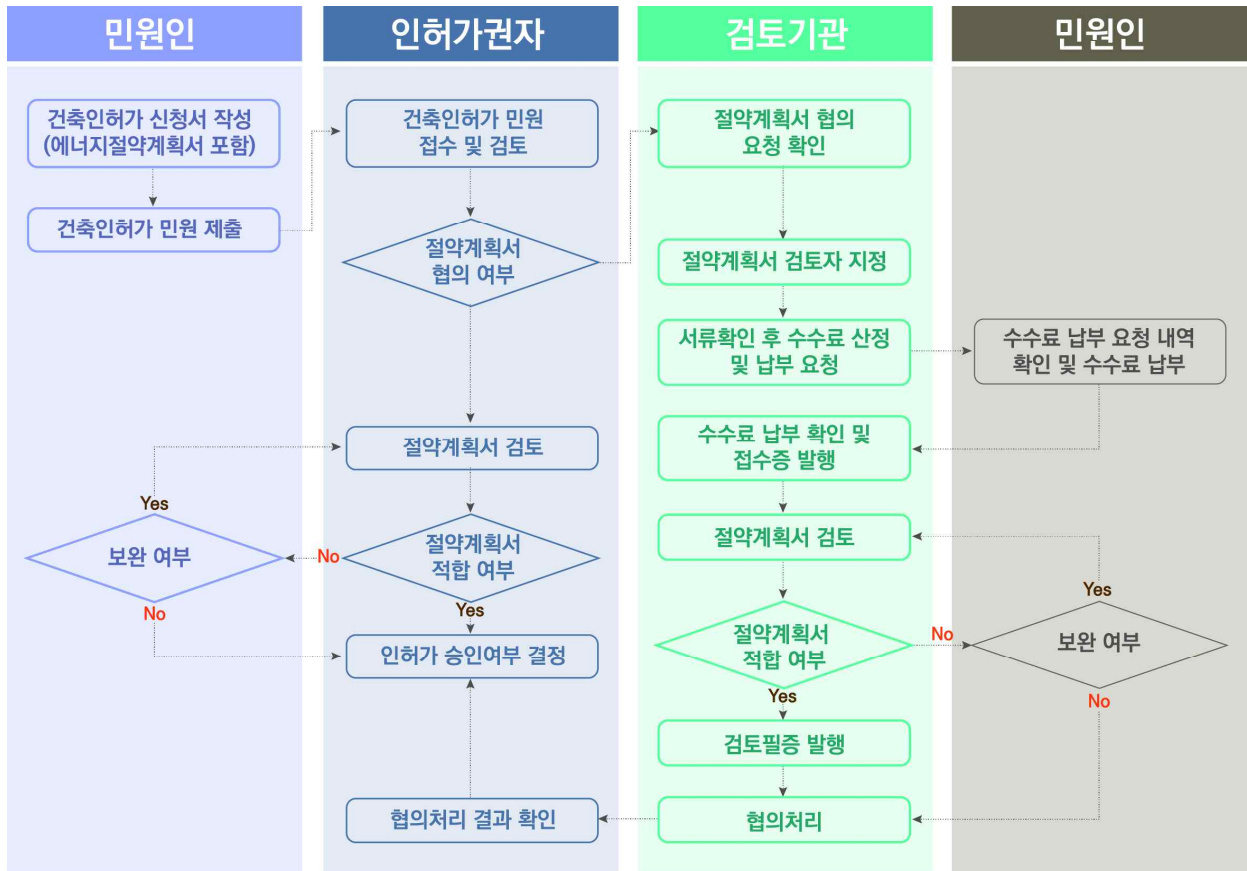 민원인
인허가권자
검토기관
민원인
건축인허가 신청서 작성
(에너지절약계획서 포함)
건축인허가 민원 제출
건축인허가 민원
접수 및 검토
절약계획서
협의 여부
절약계획서 검토
절약계획서
적합 여부
No
Yes
보완 여부
Yes
No
인허가 승인여부 결정
협의처리 결과 확인
절약계획서 협의
요청 확인
절약계획서 검토자 지정
서류확인 후 수수료 산정
및 납부 요청
수수료 납부 요청 내역
확인 및 수수료 납부
수수료 납부 확인 및
접수증 발행
절약계획서 검토
절약계획서
적합 여부
No
Yes
보완 여부
Yes
No
검토필증 발행
협의처리